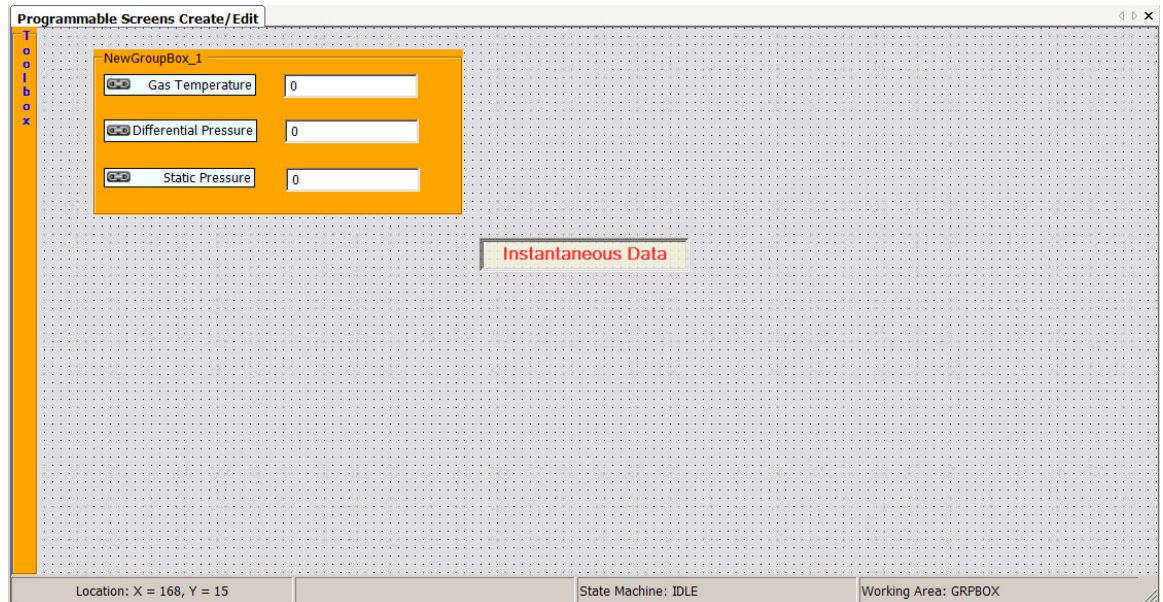 Programmable Screens Create/Edit
Toolbox
NewGroupBox_1
Gas Temperature 0
Differential Pressure 0
Static Pressure 0
Instantaneous Data
Location: X = 168, Y = 15 State Machine: IDLE Working Area: GRPBOX